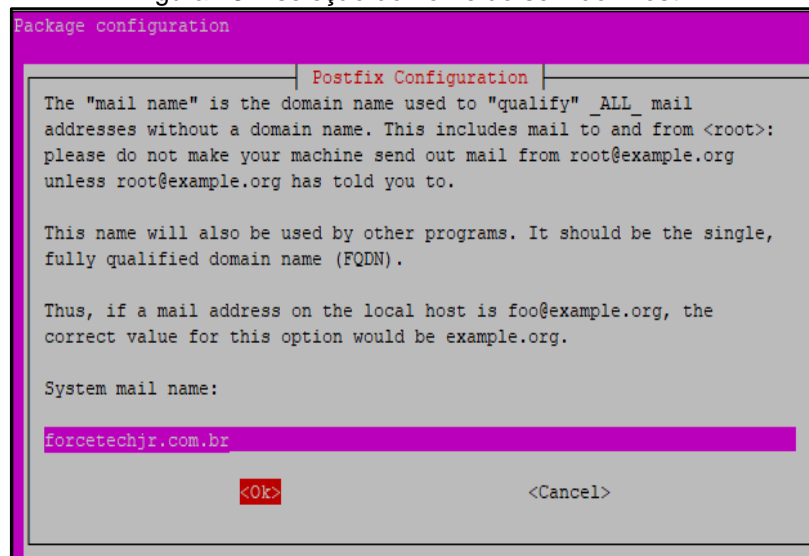 Package configuration
Postfix Configuration
The "mail name" is the domain name used to "qualify" _ALL_ mail
addresses without a domain name. This includes mail to and from <root>:
please do not make your machine send out mail from root@example.org
unless root@example.org has told you to.
This name will also be used by other programs. It should be the single,
fully qualified domain name (FQDN).
Thus, if a mail address on the local host is foo@example.org, the
correct value for this option would be example.org.
System mail name:
forcetechjr.com.br
<Ok> <Cancel>